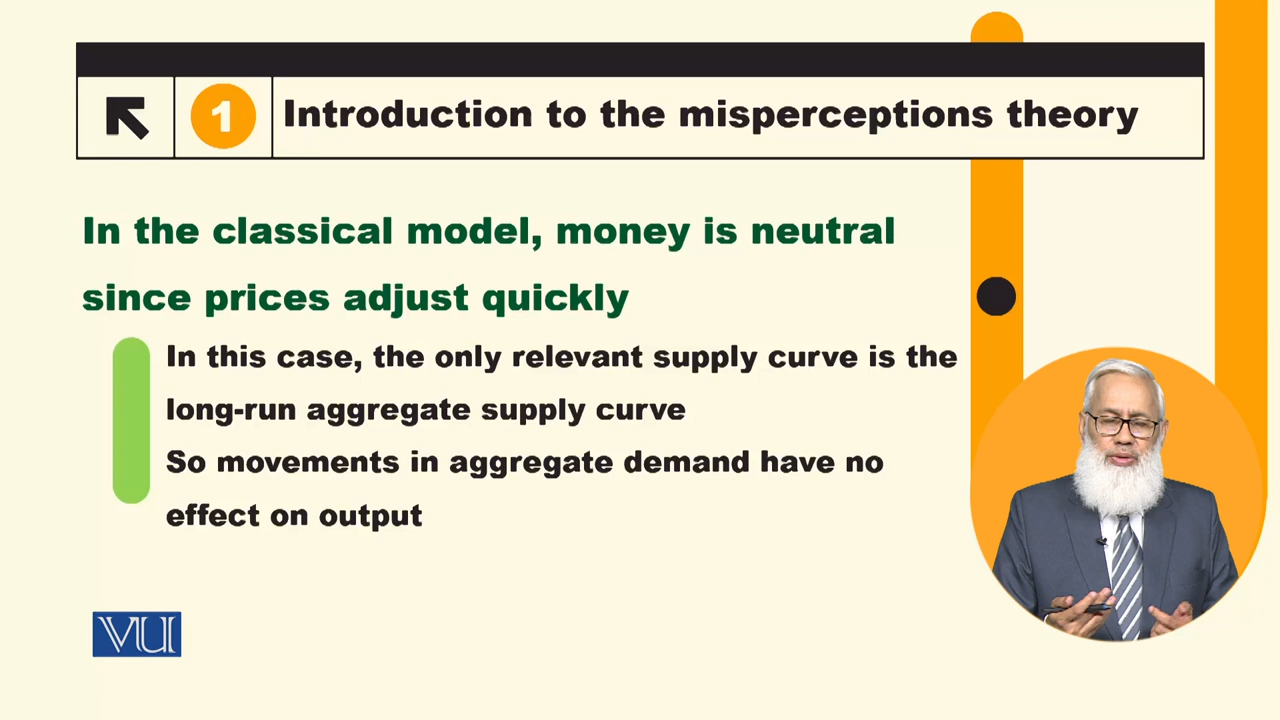 1
Introduction to the misperceptions theory
In the classical model, money is neutral
since prices adjust quickly
In this case, the only relevant supply curve is the
long-run aggregate supply curve
So movements in aggregate demand have no
effect on output
VU